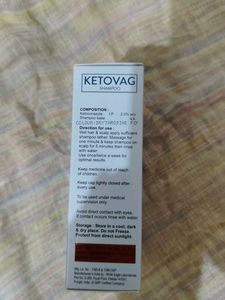 KETOVAG
SHAMPOO
COMPOSITION :
Ketoconazole I.P. 2.0% w/v
Shampoo base q.s.
COLOUR: ERYTHROSINE
Direction for use :
Wet hair & scalp apply sufficient
shampoo lather. Massage for
one minute & keep shampoo on
scalp for 5 minutes then rinse
with water.
Use once/twice a week for
optimal results
Keep medicine out of reach
of children.
Keep cap tightly closed after
every use.
To be used under medical
supervision only.
Avoid direct contact with eyes.
If contact occurs rinse with water
Storage : Store in a cool, dark
& dry place. Do not Freeze.
Protect from direct sunlight.